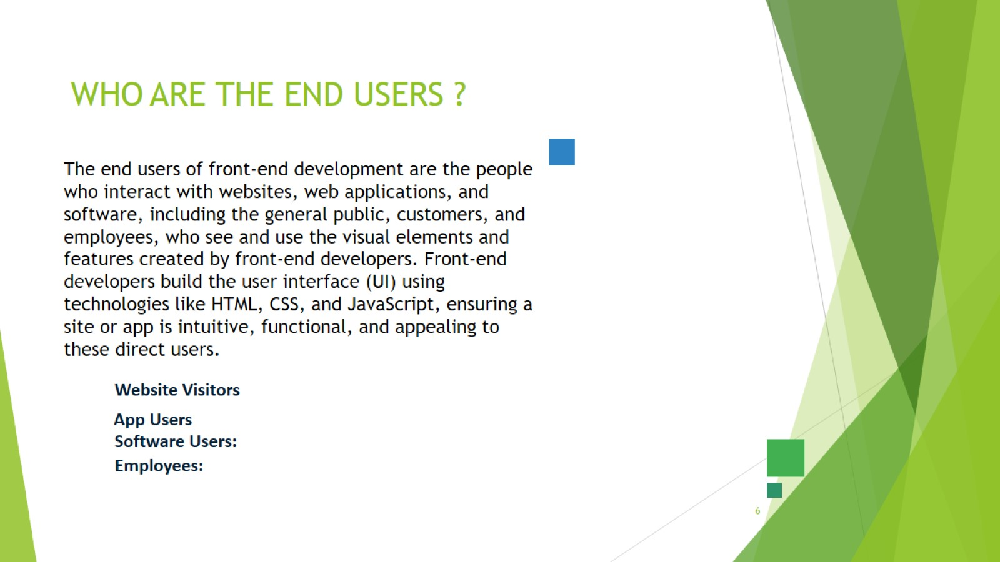 WHO ARE THE END USERS ?
The end users of front-end development are the people
who interact with websites, web applications, and
software, including the general public, customers, and
employees, who see and use the visual elements and
features created by front-end developers. Front-end
developers build the user interface (UI) using
technologies like HTML, CSS, and JavaScript, ensuring a
site or app is intuitive, functional, and appealing to
these direct users.
Website Visitors
App Users
Software Users:
Employees:
6